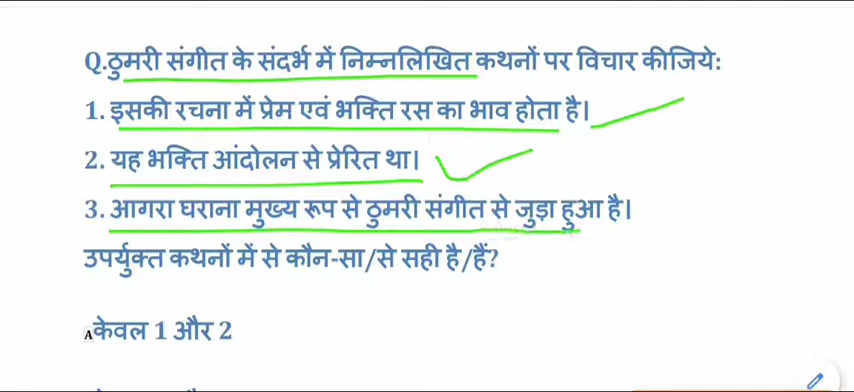 Q.ठुमरी संगीत के संदर्भ में निम्नलिखित कथनों पर विचार कीजिये:
1. इसकी रचना में प्रेम एवं भक्ति रस का भाव होता है।
2. यह भक्ति आंदोलन से प्रेरित था।
3. आगरा घराना मुख्य रूप से ठुमरी संगीत से जुड़ा हुआ है।
उपर्युक्त कथनों में से कौन-सा/से सही है/हैं?
Aकेवल 1 और 2